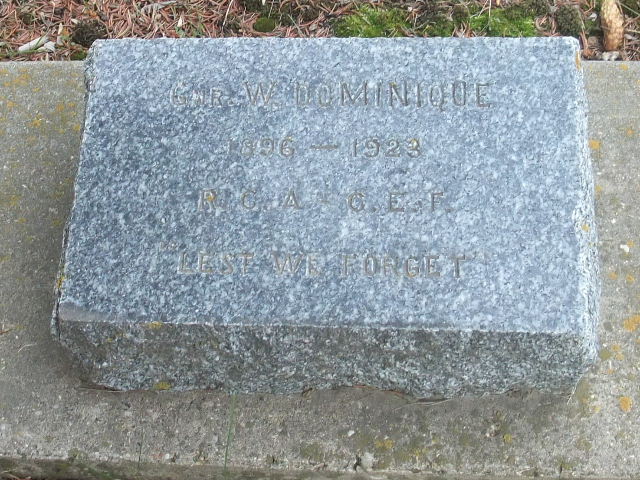 GNR. W. DOMINIQUE
1896 — 1923
R. C. A. C. E. F.
"LEST WE FORGET"